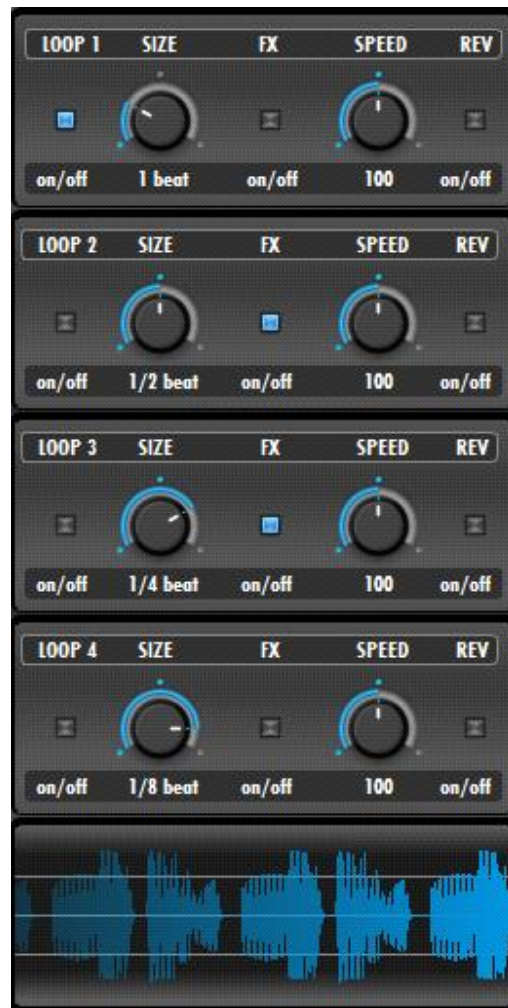 LOOP 1 SIZE FX SPEED REV
on/off 1 beat on/off 100 on/off
LOOP 2 SIZE FX SPEED REV
on/off 1/2 beat on/off 100 on/off
LOOP 3 SIZE FX SPEED REV
on/off 1/4 beat on/off 100 on/off
LOOP 4 SIZE FX SPEED REV
on/off 1/8 beat on/off 100 on/off